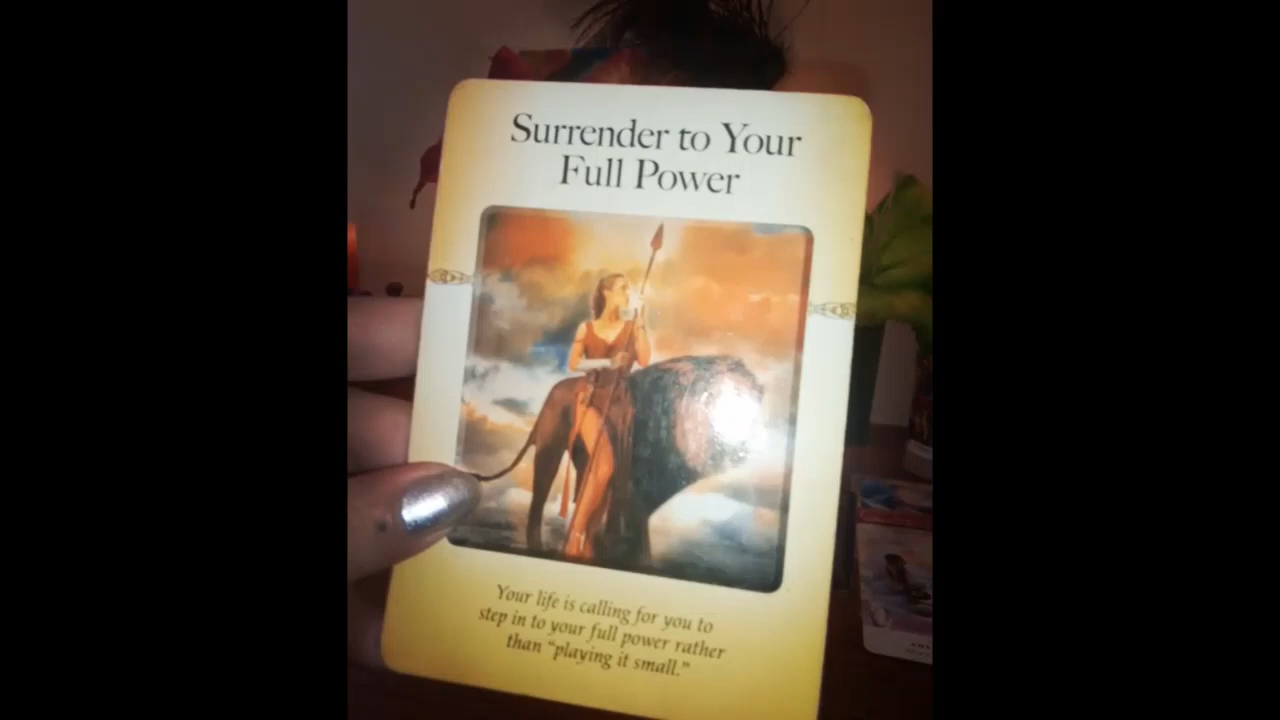 Surrender to Your
Full Power
Your life is calling for you to
step in to your full power rather
than “playing it small.”